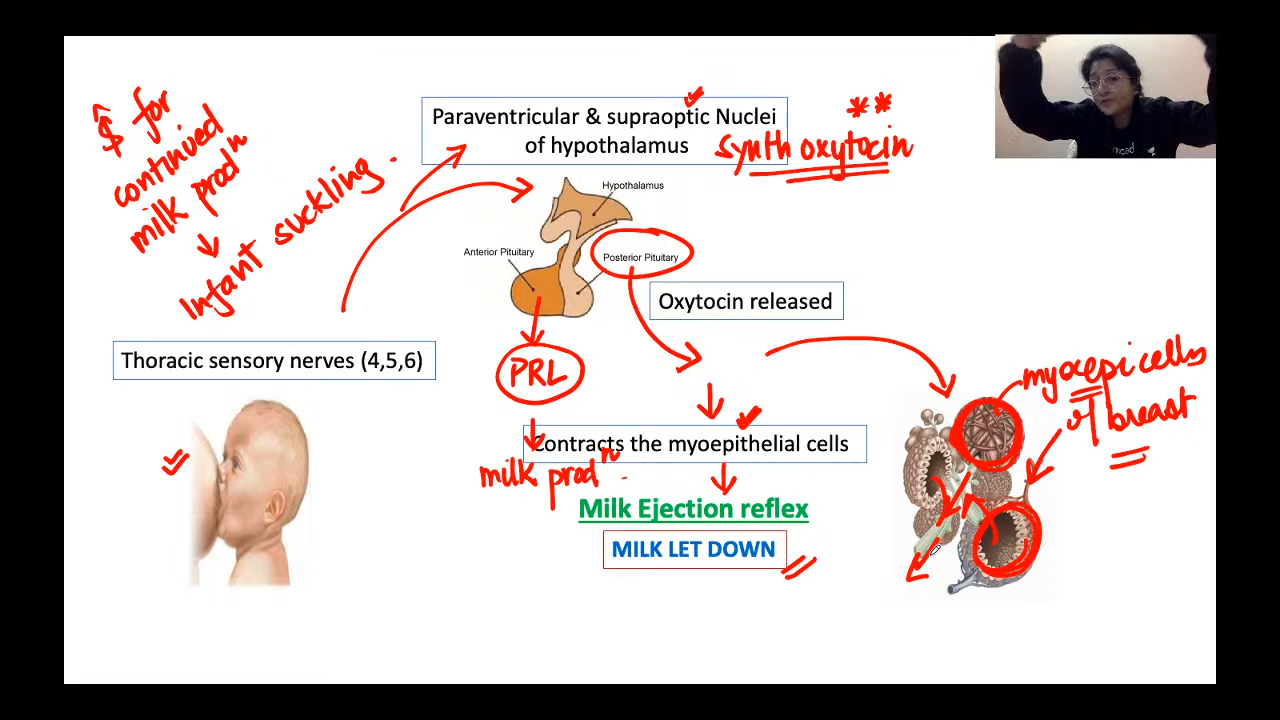 Paraventricular & supraoptic Nuclei
of hypothalamus
synth oxytocin
**
$ for
continued
milk prodⁿ
Infant suckling.
Hypothalamus
Anterior Pituitary
Posterior Pituitary
Oxytocin released
Thoracic sensory nerves (4,5,6)
PRL
myoepi cells
of breast
Contracts the myoepithelial cells
milk prodⁿ.
Milk Ejection reflex
MILK LET DOWN